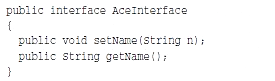 public interface AceInterface
{
  public void setName(String n);
  public String getName();
}